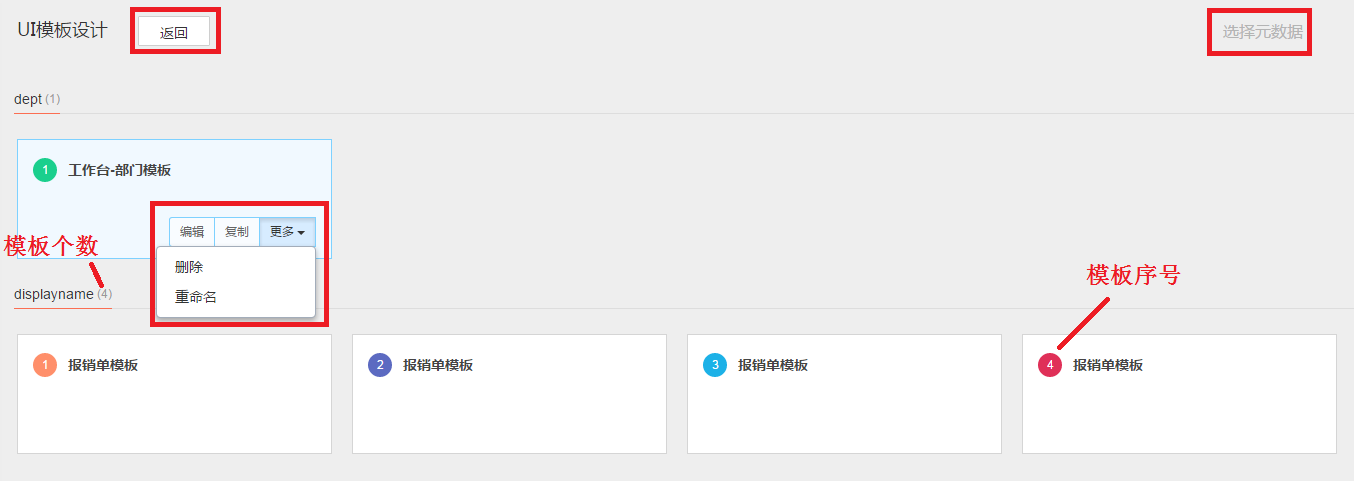 UI模板设计 返回 选择元数据
dept (1)
1 工作台-部门模板
编辑 复制 更多
模板个数
删除
模板序号
displayname (4)
重命名
1 报销单模板 2 报销单模板 3 报销单模板 4 报销单模板